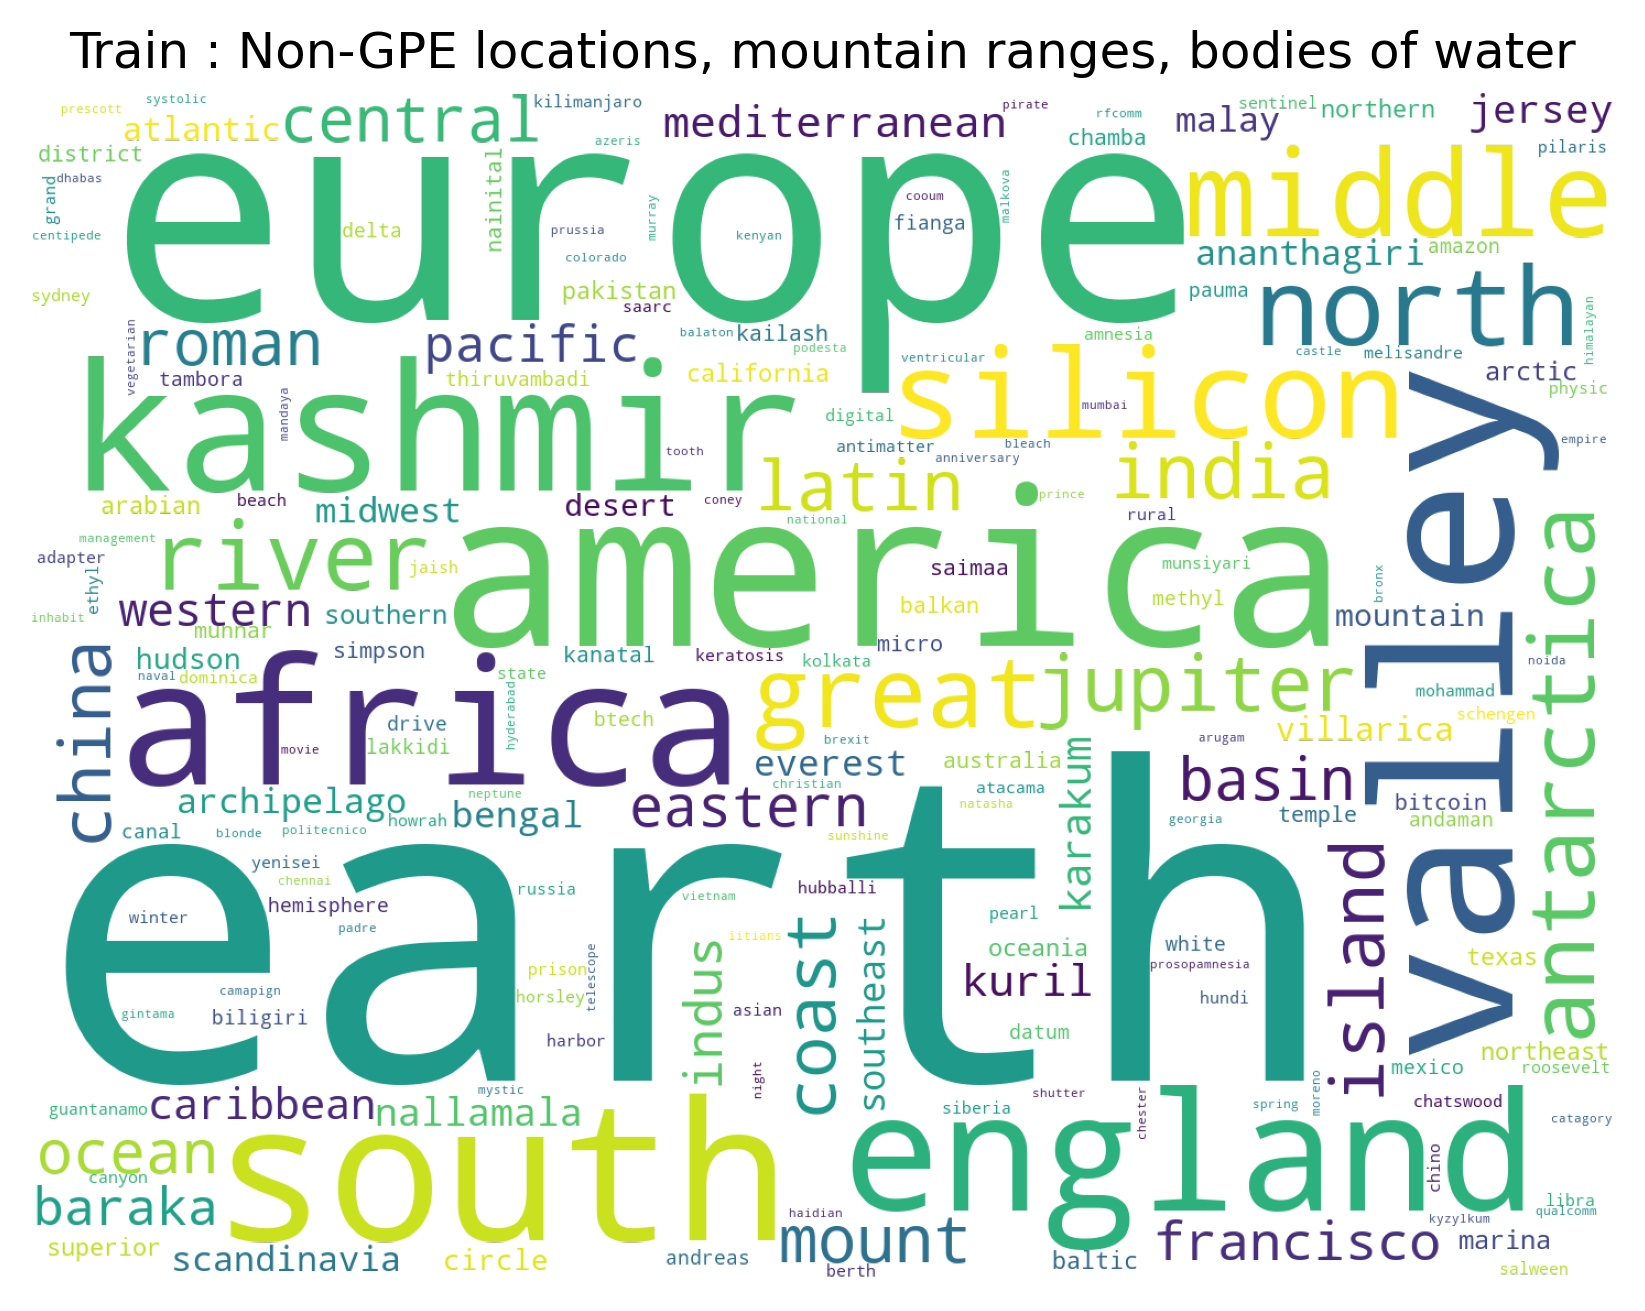 Train : Non-GPE locations, mountain ranges, bodies of water
prescott
systolic
atlantic
central
kilimanjaro
mediterranean
pirate
rfcomm
sentinel
northern
malay
jersey
chamba
azeris
district
pilaris
dhabas
grand
nainital
europe
middle
malkova
cooum
fianga
murray
delta
prussia
kenyan
centipede
colorado
ananthagiri
amazon
sydney
pakistan
saarc
pauma
north
himalayan
vegetarian
roman
pacific
balaton
kailash
podesta
amnesia
castle
melisandre
ventricular
arctic
tambora
thiruvambadi
california
silicon
physic
kashmir
mandaya
digital
mumbai
valley
antimatter
bleach
empire
tooth
anniversary
latin
india
arabian
beach
midwest
desert
coney
prince
national
rural
management
river
america
adapter
jaish
ethyl
saimaa
munsiyari
bronx
antarctica
inhabit
western
southern
balkan
methyl
mountain
munnar
china
hudson
simpson
kanatal
keratosis
kolkata
micro
noida
naval
dominica
state
africa
great
jupiter
mohammad
schengen
hyderabad
drive
btech
lakkidi
movie
brexit
arugam
villarica
everest
australia
karakum
basin
christian
atacama
neptune
archipelago
bengal
eastern
natasha
bitcoin
canal
blonde
politecnico
howrah
sunshine
georgia
temple
andaman
yenisei
earth
chennai
russia
vietnam
hubballi
island
hemisphere
winter
padre
iitians
coast
southeast
pearl
oceania
white
texas
prosopamnesia
prison
telescope
indus
kuril
camapign
horsley
hundi
gintama
biligiri
asian
datum
harbor
northeast
mystic
night
shutter
mexico
roosevelt
guantanamo
caribbean
nallamala
siberia
chester
spring
moreno
chatswood
catagory
south
england
ocean
canyon
chino
baraka
libra
haidian
qualcomm
kyzylkum
superior
scandinavia
circle
andreas
mount
berth
baltic
francisco
marina
salween